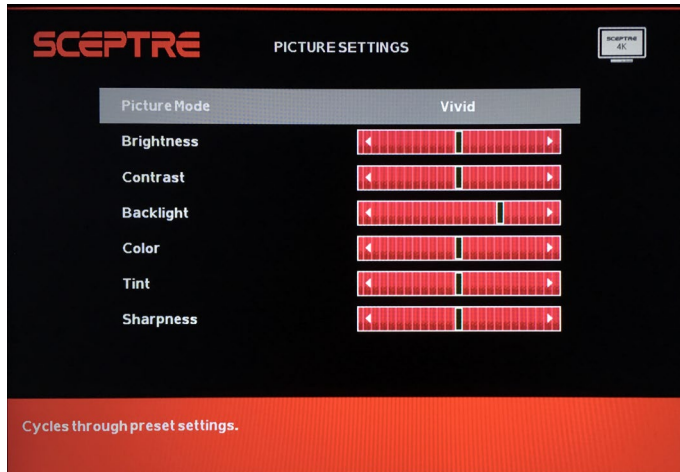 SCEPTRE
PICTURE SETTINGS
SCEPTRE
4K
Picture Mode Vivid
Brightness
Contrast
Backlight
Color
Tint
Sharpness
Cycles through preset settings.